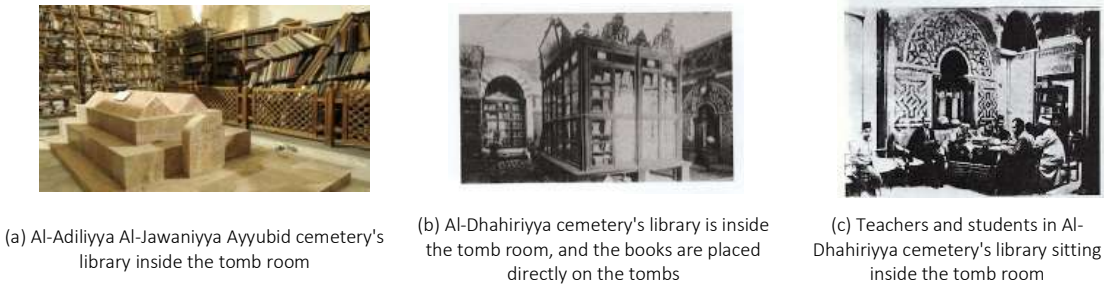 (a) Al-Adiliyya Al-Jawaniyya Ayyubid cemetery's
library inside the tomb room
(b) Al-Dhahiriyya cemetery's library is inside
the tomb room, and the books are placed
directly on the tombs
(c) Teachers and students in Al-
Dhahiriyya cemetery's library sitting
inside the tomb room